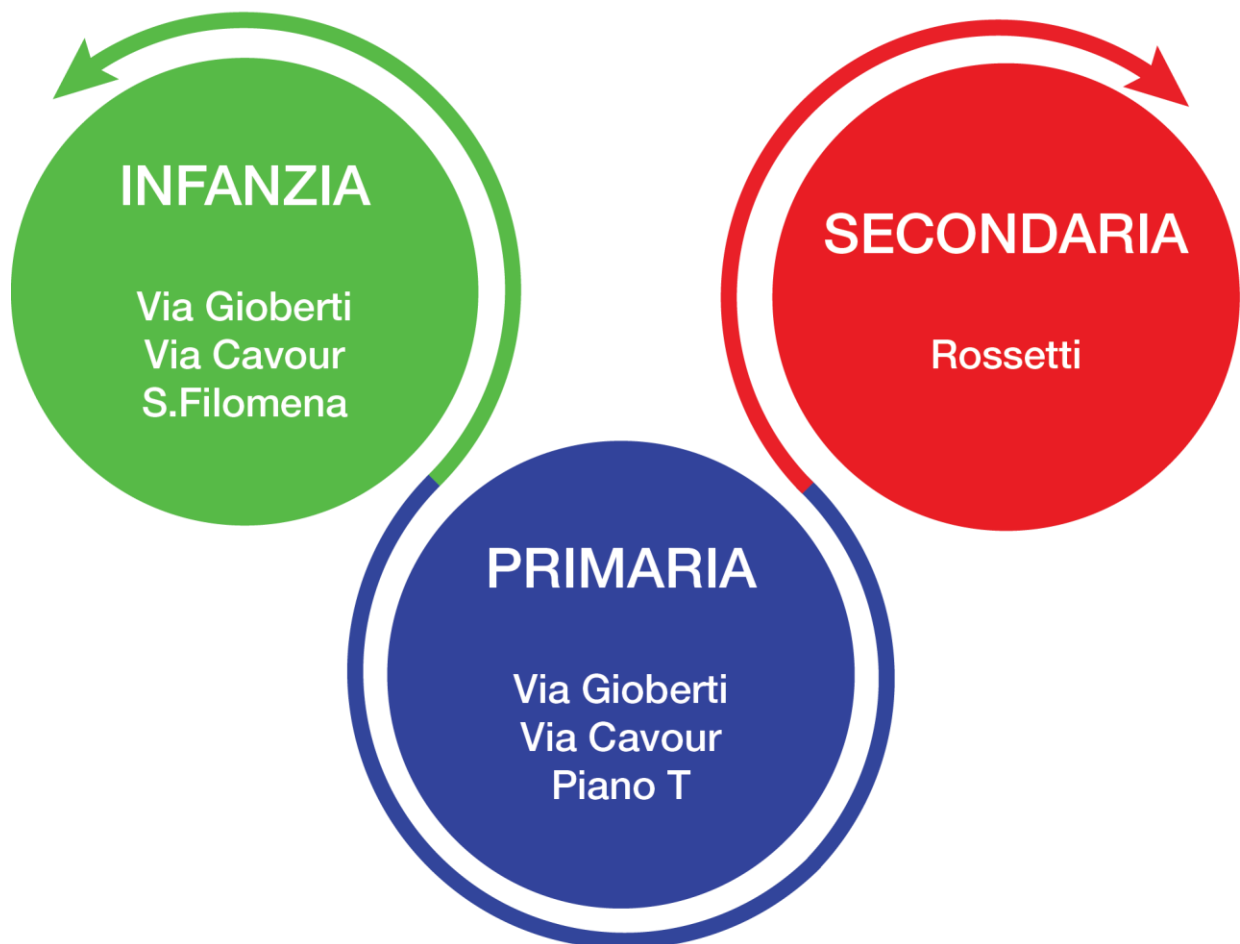 INFANZIA
Via Gioberti
Via Cavour
S.Filomena
SECONDARIA
Rossetti
PRIMARIA
Via Gioberti
Via Cavour
Piano T